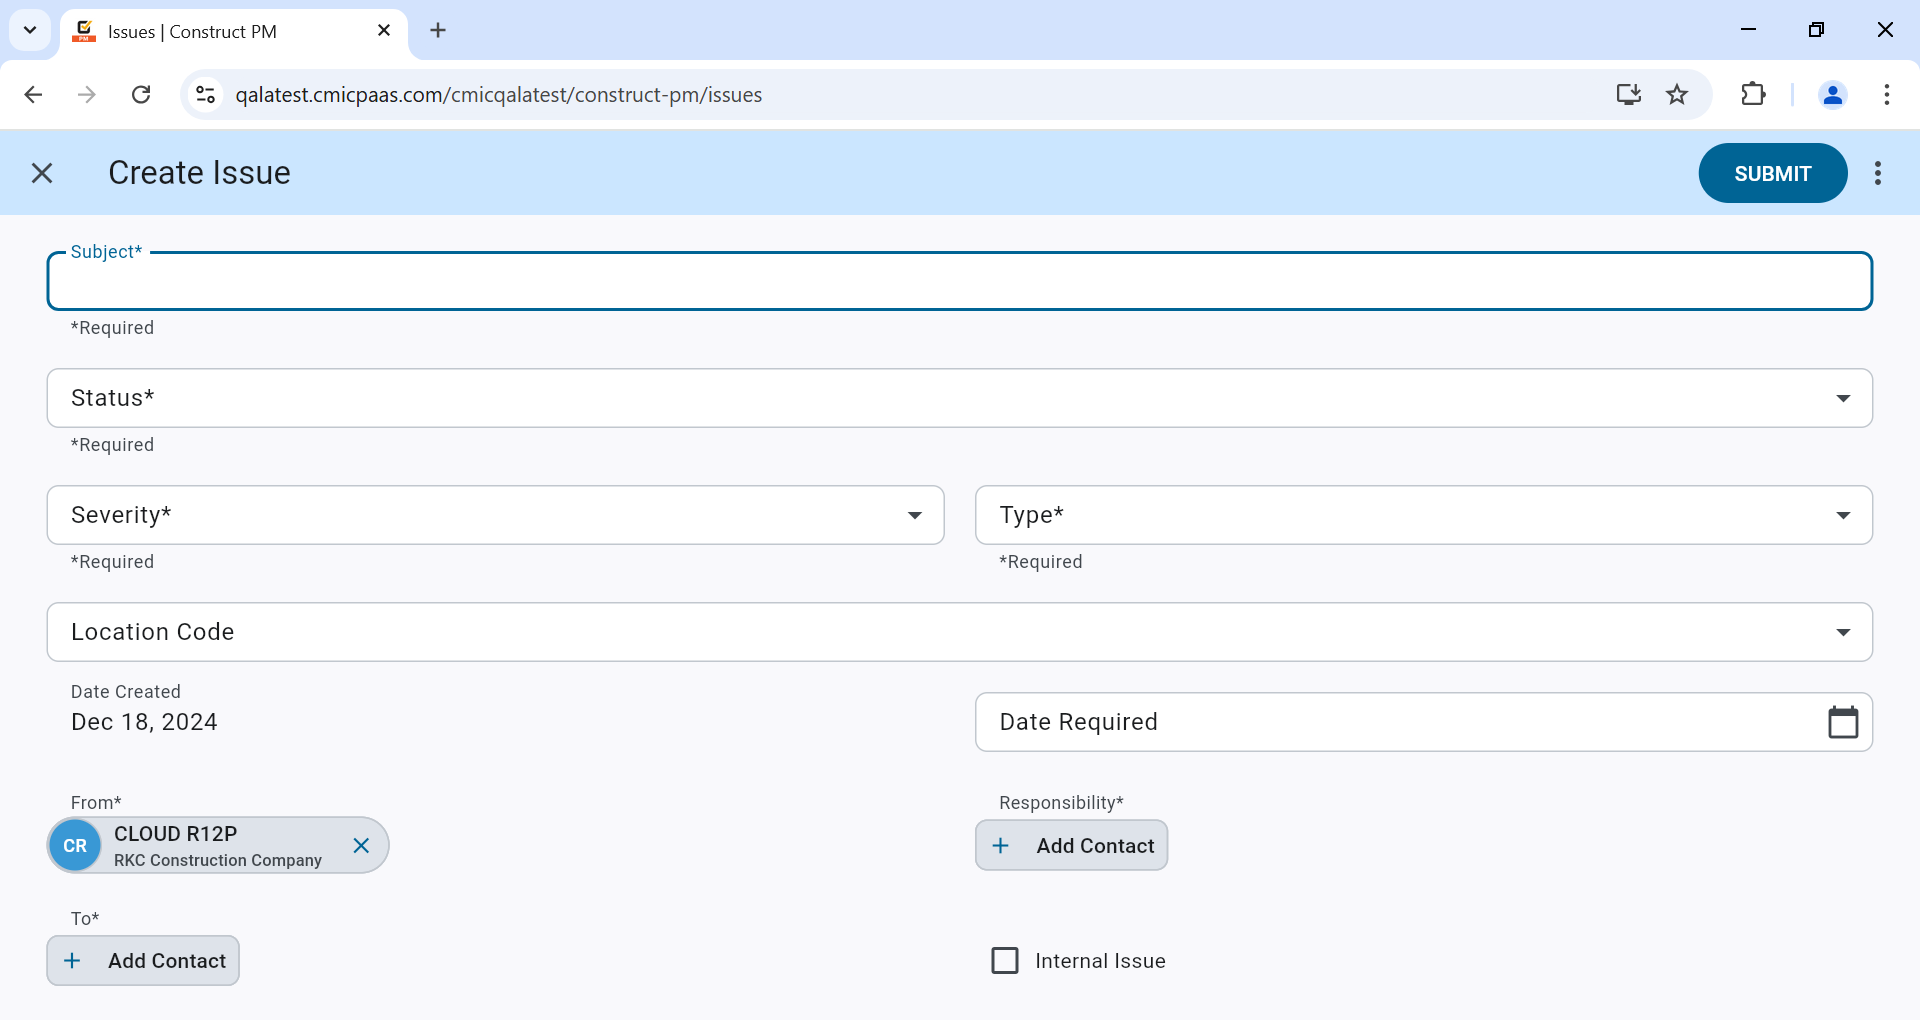 Issues | Construct PM
qalatest.cmicpaas.com/cmicqalatest/construct-pm/issues
Create Issue
SUBMIT
Subject*
*Required
Status*
*Required
Severity*
Type*
*Required
*Required
Location Code
Date Created
Dec 18, 2024
Date Required
From*
Responsibility*
CR
CLOUD R12P
RKC Construction Company
Add Contact
To*
Add Contact
Internal Issue